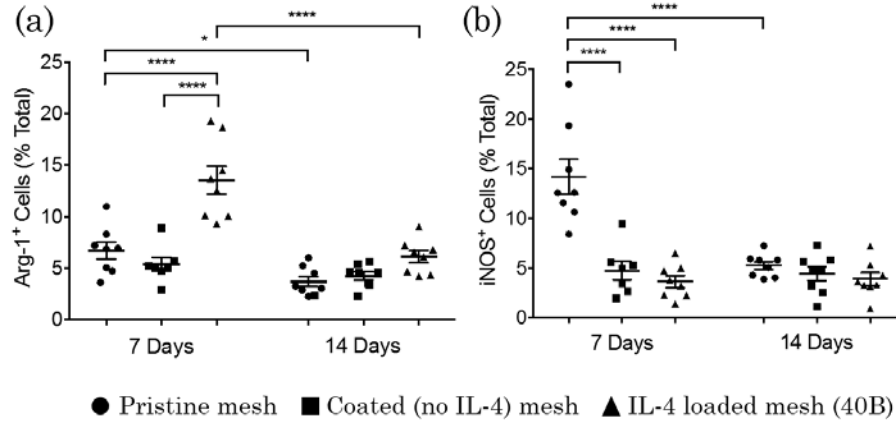 (a)
****
*
****
****
Arg-1⁺ Cells (% Total)
25
20
15
10
5
0
7 Days
14 Days
(b)
****
****
****
iNOS⁺ Cells (% Total)
25
20
15
10
5
0
7 Days
14 Days
● Pristine mesh ■ Coated (no IL-4) mesh ▲ IL-4 loaded mesh (40B)